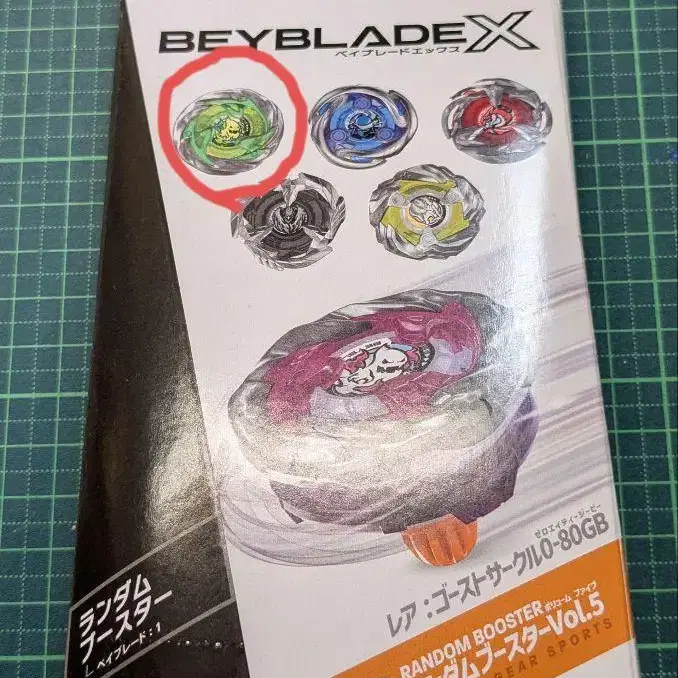 BEYBLADE X
ベイブレードエックス
ゼロエイティージービー
レア:ゴーストサークル0-80GB
ランダム
ブースター
ベイブレード:1
RANDOM BOOSTER ボリューム ファイブ
ンダムブースターVol.5
GEAR SPORTS